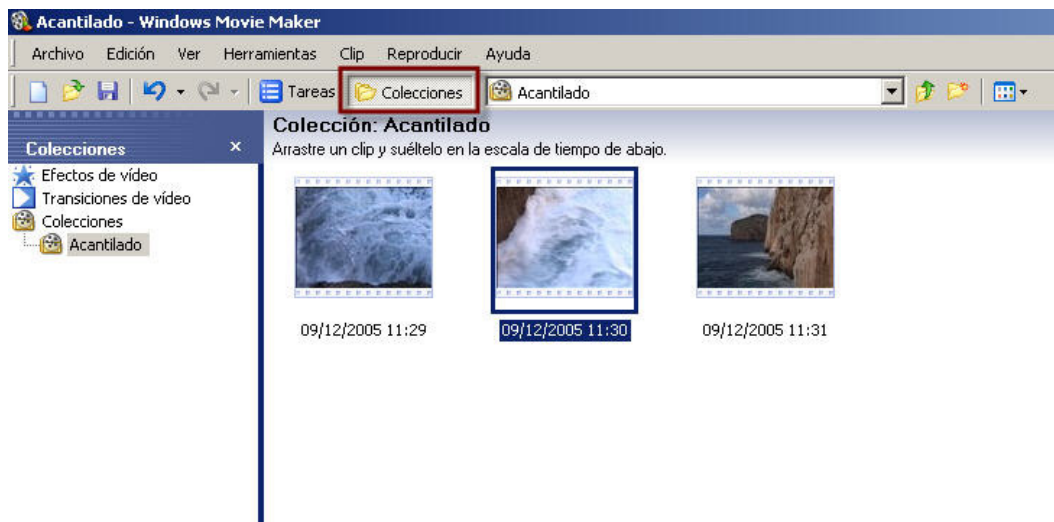 Acantilado - Windows Movie Maker
Archivo Edición Ver Herramientas Clip Reproducir Ayuda
Tareas Colecciones Acantilado
Colecciones x
Efectos de vídeo
Transiciones de vídeo
Colecciones
Acantilado
Colección: Acantilado
Arrastre un clip y suéltelo en la escala de tiempo de abajo.
09/12/2005 11:29 09/12/2005 11:30 09/12/2005 11:31